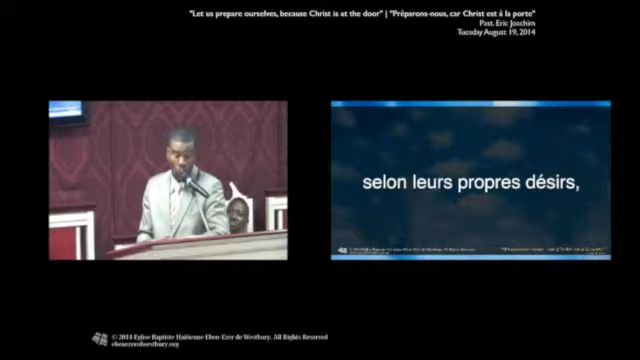 "Let us prepare ourselves, because Christ is at the door" | "Préparons-nous, car Christ est à la porte"
Past. Eric Joachim
Tuesday August 19, 2014
selon leurs propres désirs,
© 2014 Eglise Baptiste Haitienne Eben-Ezer de Westbury. All Rights Reserved
ebenezerofwestbury.org